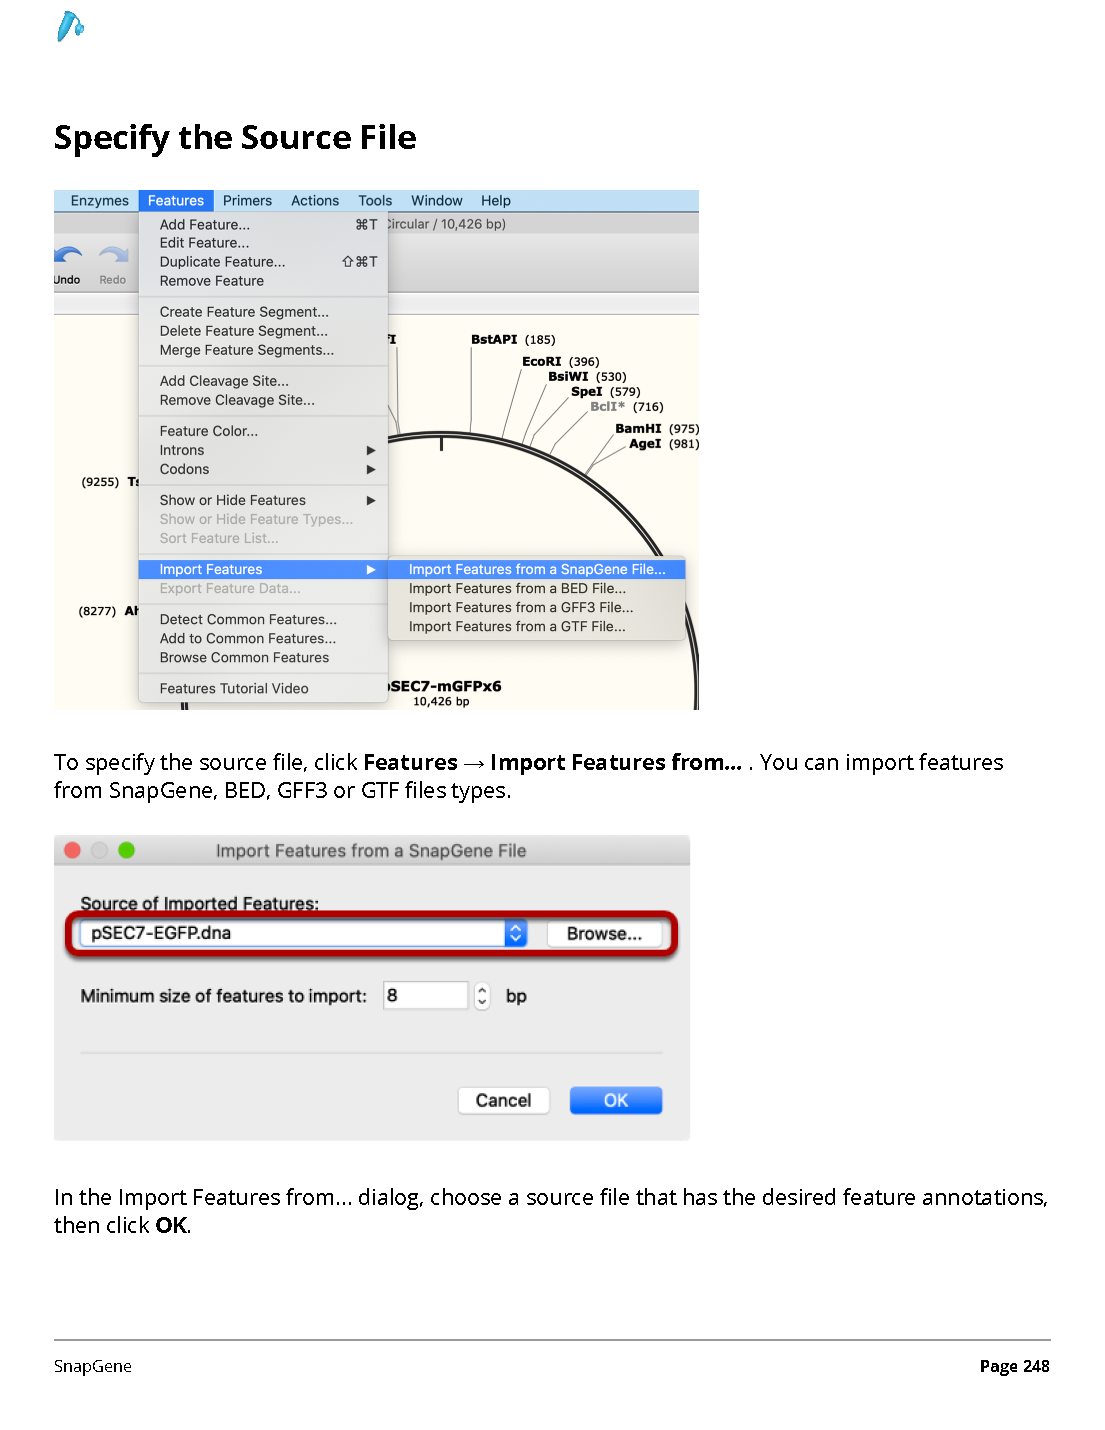 Specify the Source File
Enzymes Features Primers Actions Tools Window Help
Add Feature... ⌘T
Circular / 10,426 bp)
Edit Feature...
Duplicate Feature... ⇧⌘T
Remove Feature
Undo Redo
Create Feature Segment...
Delete Feature Segment...
Merge Feature Segments...
Add Cleavage Site...
Remove Cleavage Site...
Feature Color...
Introns
Codons
Show or Hide Features
Show or Hide Feature Types...
Sort Feature List...
Import Features
Export Feature Data...
Detect Common Features...
Add to Common Features...
Browse Common Features
Features Tutorial Video
Import Features from a SnapGene File...
Import Features from a BED File...
Import Features from a GFF3 File...
Import Features from a GTF File...
BstAPI (185)
EcoRI (396)
BsiWI (530)
SpeI (579)
BclI* (716)
BamHI (975)
AgeI (981)
(9255)
(8277)
pSEC7-mGFPx6
10,426 bp
To specify the source file, click Features → Import Features from... . You can import features
from SnapGene, BED, GFF3 or GTF files types.
Import Features from a SnapGene File
Source of Imported Features:
pSEC7-EGFP.dna Browse...
Minimum size of features to import: 8 bp
Cancel OK
In the Import Features from... dialog, choose a source file that has the desired feature annotations,
then click OK.
SnapGene Page 248